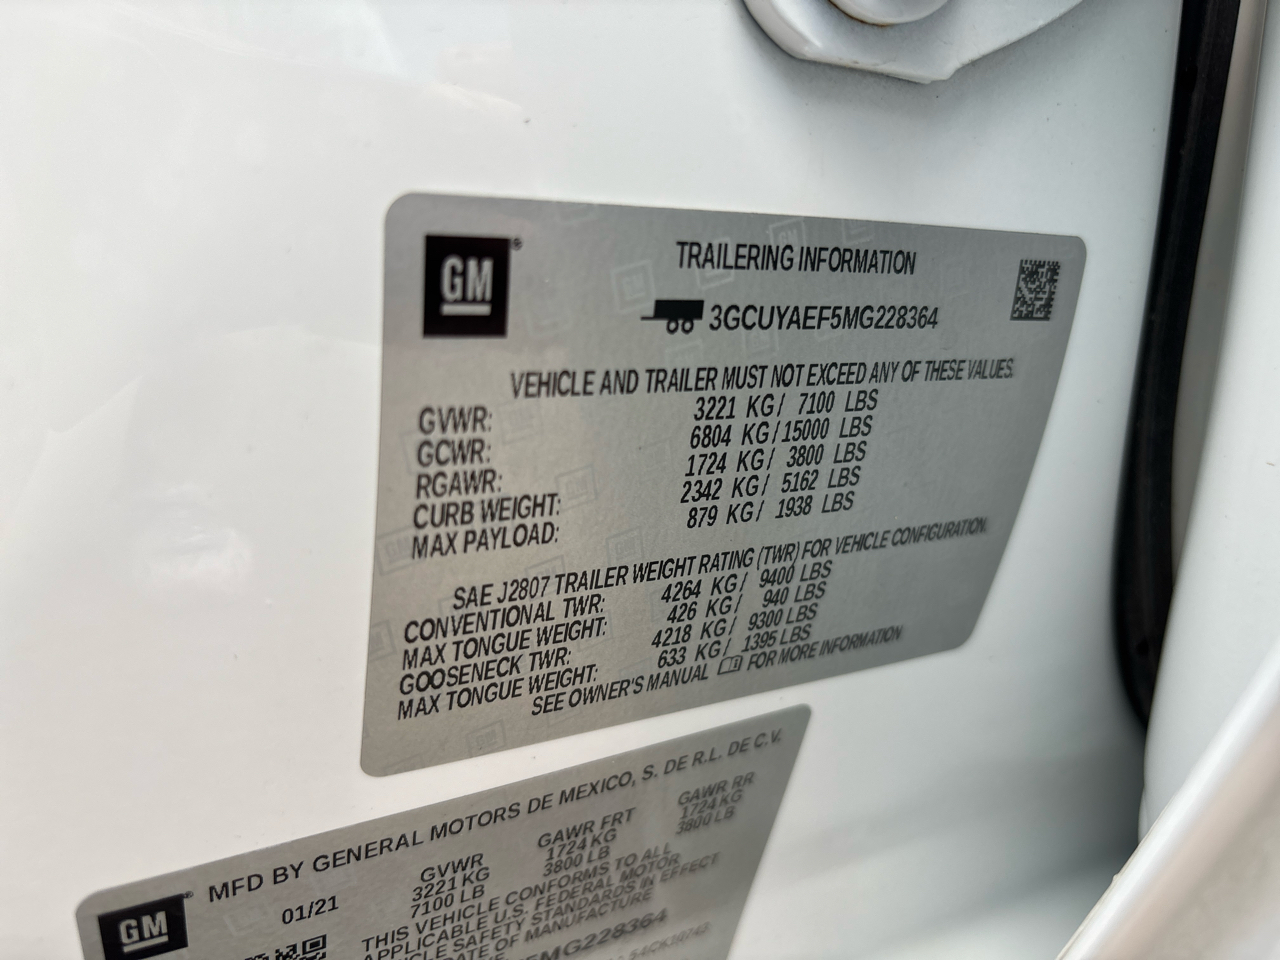 GM®
TRAILERING INFORMATION
3GCUYAEF5MG228364
VEHICLE AND TRAILER MUST NOT EXCEED ANY OF THESE VALUES.
GVWR: 3221 KG/ 7100 LBS
GCWR: 6804 KG/15000 LBS
RGAWR: 1724 KG/ 3800 LBS
CURB WEIGHT: 2342 KG/ 5162 LBS
MAX PAYLOAD: 879 KG/ 1938 LBS
SAE J2807 TRAILER WEIGHT RATING (TWR) FOR VEHICLE CONFIGURATION.
CONVENTIONAL TWR: 4264 KG/ 9400 LBS
MAX TONGUE WEIGHT: 426 KG/ 940 LBS
GOOSENECK TWR: 4218 KG/ 9300 LBS
MAX TONGUE WEIGHT: 633 KG/ 1395 LBS
SEE OWNER'S MANUAL FOR MORE INFORMATION
GM®
MFD BY GENERAL MOTORS DE MEXICO, S. DE R.L. DE C.V.
01/21 GVWR GAWR FRT GAWR RR
3221 KG 1724 KG 1724 KG
7100 LB 3800 LB 3800 LB
THIS VEHICLE CONFORMS TO ALL
APPLICABLE U.S. FEDERAL MOTOR
VEHICLE SAFETY STANDARDS IN EFFECT
DATE OF MANUFACTURE
5MG228364